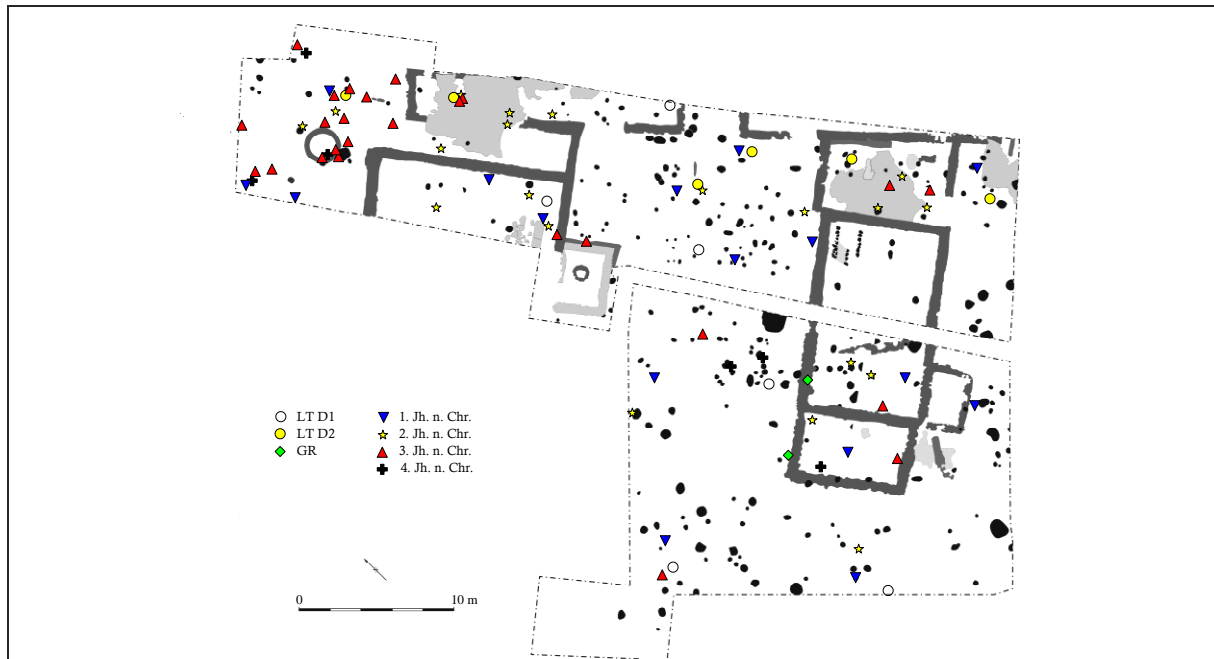 LT D1
LT D2
GR
1. Jh. n. Chr.
2. Jh. n. Chr.
3. Jh. n. Chr.
4. Jh. n. Chr.
0 10 m